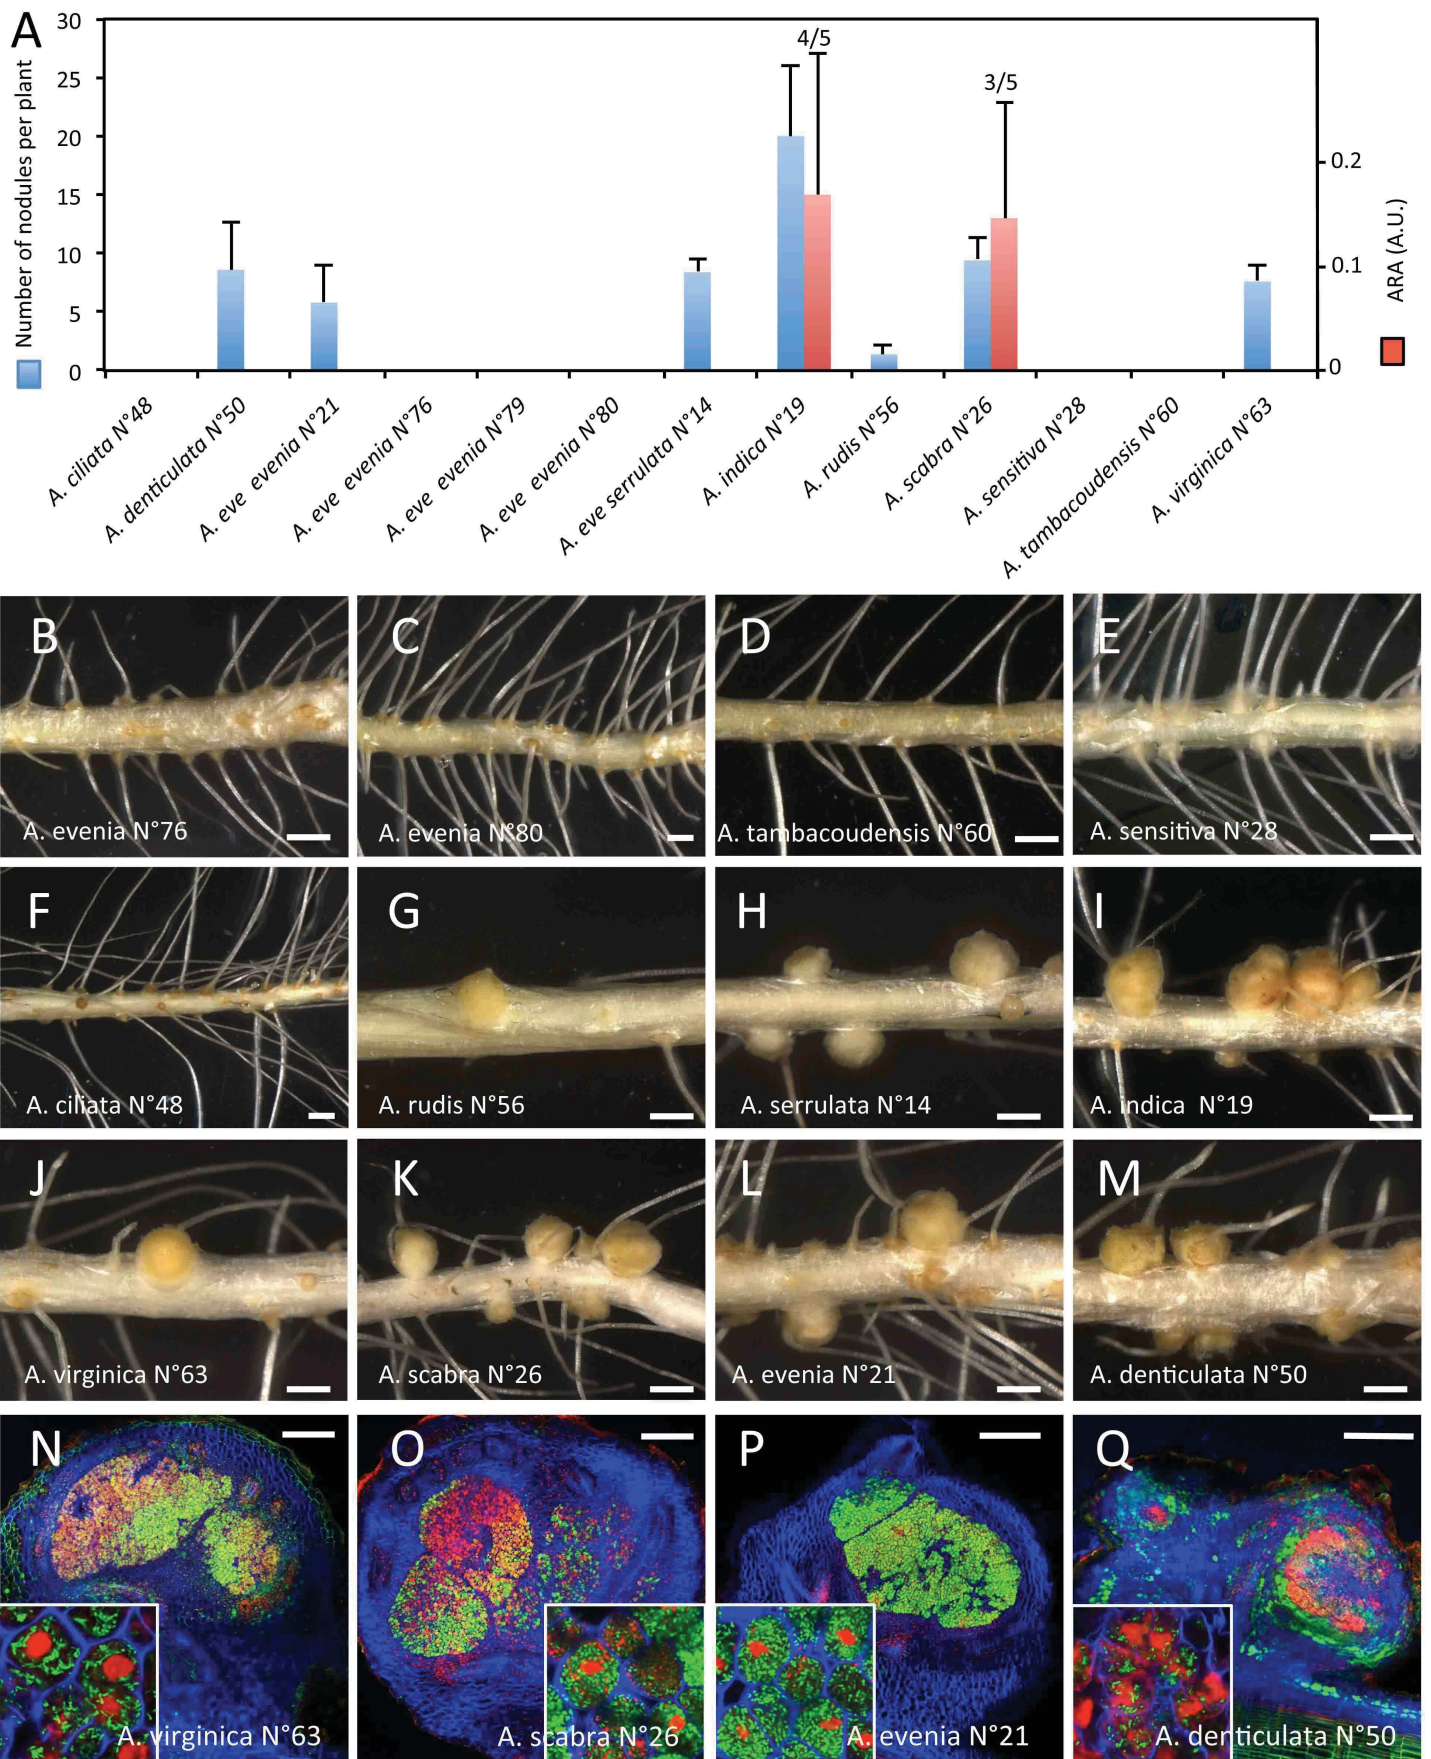 A
30
25
20
15
10
5
0
Number of nodules per plant
4/5
3/5
0.2
0.1
0
ARA (A.U.)
A. ciliata N°48
A. denticulata N°50
A. eve evenia N°21
A. eve evenia N°76
A. eve evenia N°79
A. eve evenia N°80
A. eve serrulata N°14
A. indica N°19
A. rudis N°56
A. scabra N°26
A. sensitiva N°28
A. tambacoudensis N°60
A. virginica N°63
B
A. evenia N°76
C
A. evenia N°80
D
A. tambacoudensis N°60
E
A. sensitiva N°28
F
A. ciliata N°48
G
A. rudis N°56
H
A. serrulata N°14
I
A. indica N°19
J
A. virginica N°63
K
A. scabra N°26
L
A. evenia N°21
M
A. denticulata N°50
N
A. virginica N°63
O
A. scabra N°26
P
A. evenia N°21
Q
A. denticulata N°50